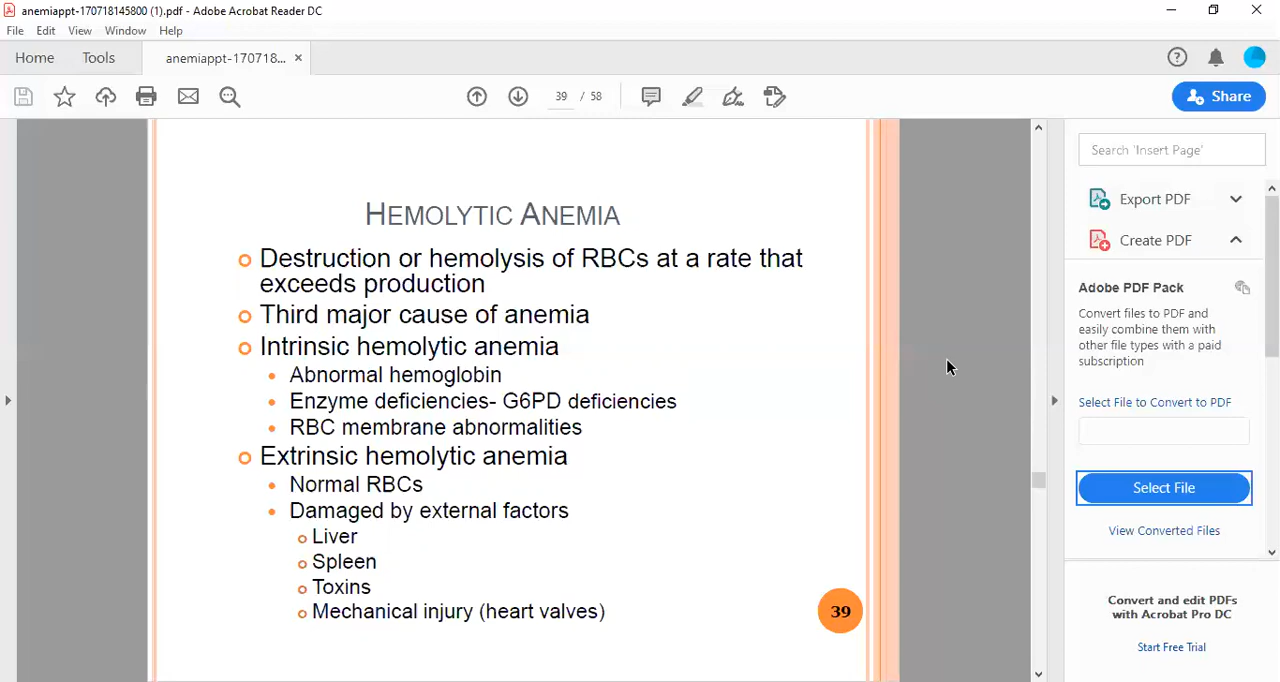 anemiappt-170718145800 (1).pdf - Adobe Acrobat Reader DC
File Edit View Window Help
Home Tools anemiappt-170718... ×
39 / 58
Share
HEMOLYTIC ANEMIA
Destruction or hemolysis of RBCs at a rate that
exceeds production
Third major cause of anemia
Intrinsic hemolytic anemia
Abnormal hemoglobin
Enzyme deficiencies- G6PD deficiencies
RBC membrane abnormalities
Extrinsic hemolytic anemia
Normal RBCs
Damaged by external factors
Liver
Spleen
Toxins
Mechanical injury (heart valves)
39
Search 'Insert Page'
Export PDF
Create PDF
Adobe PDF Pack
Convert files to PDF and
easily combine them with
other file types with a paid
subscription
Select File to Convert to PDF
Select File
View Converted Files
Convert and edit PDFs
with Acrobat Pro DC
Start Free Trial